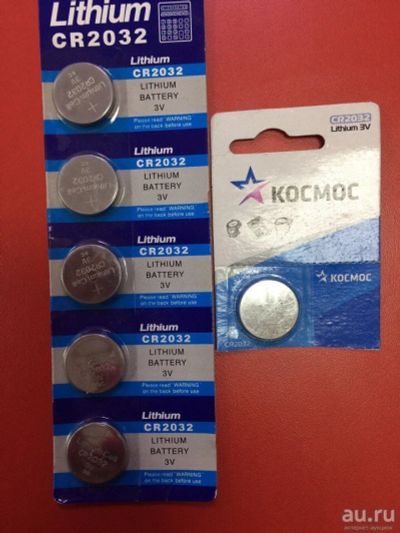 Lithium
CR2032
Lithium
CR2032
LITHIUM
BATTERY
3V
Please read "WARNING"
on the back before use
Lithium
CR2032
LITHIUM
BATTERY
3V
Please read "WARNING"
on the back before use
Lithium
CR2032
LITHIUM
BATTERY
3V
Please read "WARNING"
on the back before use
Lithium
CR2032
LITHIUM
BATTERY
3V
Please read "WARNING"
on the back before use
Lithium
CR2032
LITHIUM
BATTERY
3V
Please read "WARNING"
on the back before use
CR2032
Lithium 3V
КОСМОС
КОСМОС
CR2032
au.ru
интернет-аукцион